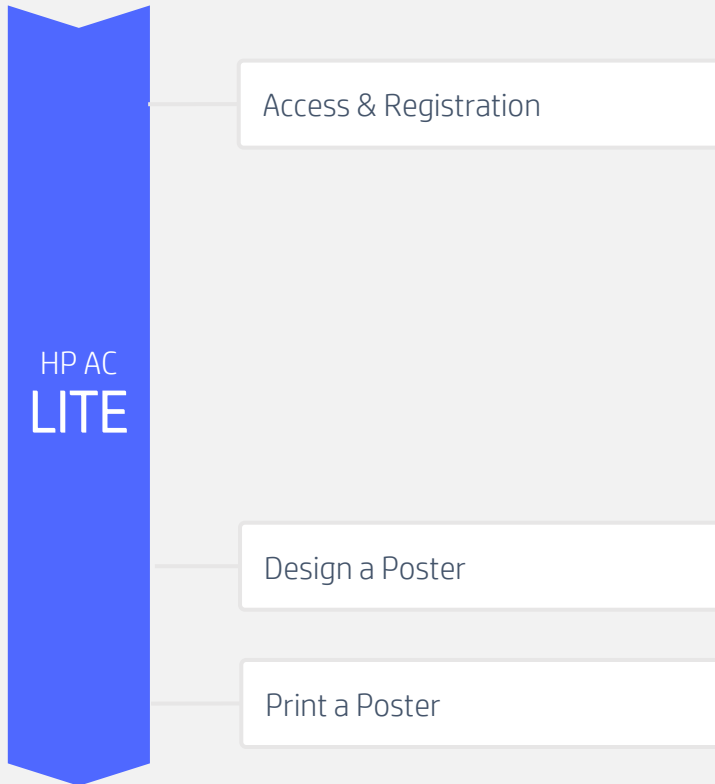 Access & Registration
HP AC
LITE
Design a Poster
Print a Poster